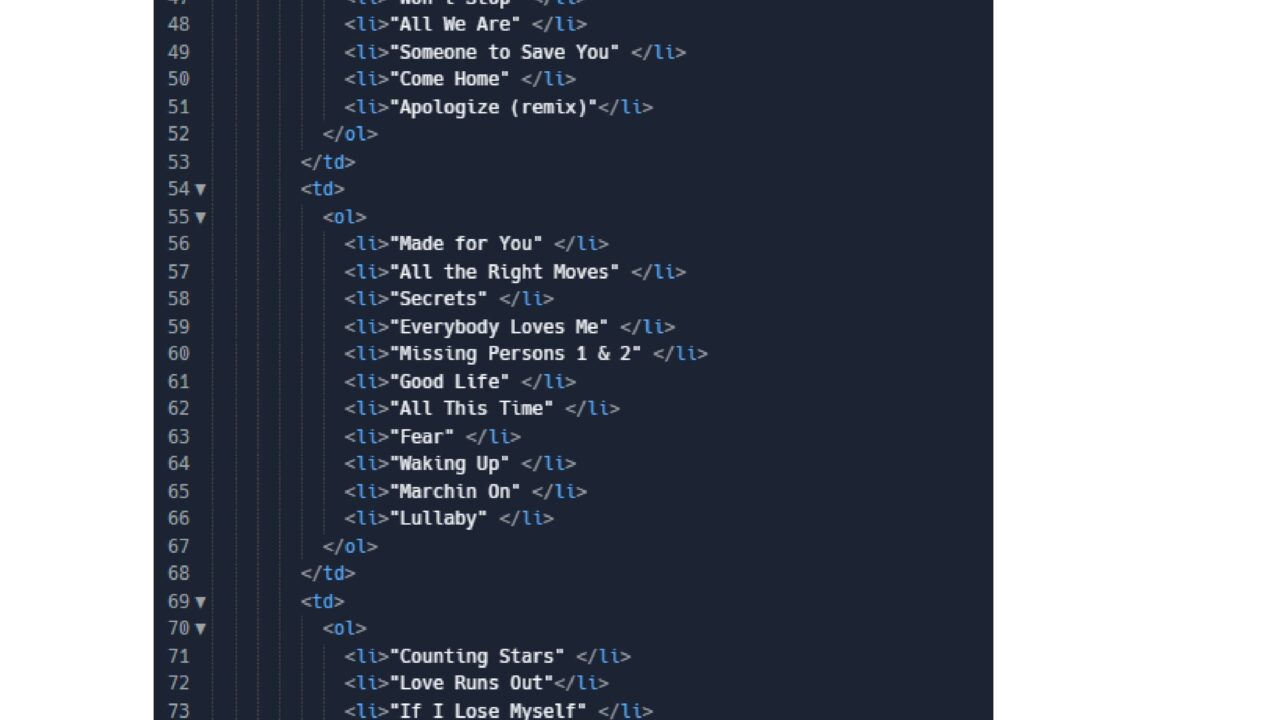 47 <li>"Won't Stop" </li>
48 <li>"All We Are" </li>
49 <li>"Someone to Save You" </li>
50 <li>"Come Home" </li>
51 <li>"Apologize (remix)"</li>
52 </ol>
53 </td>
54 ▼ <td>
55 ▼ <ol>
56 <li>"Made for You" </li>
57 <li>"All the Right Moves" </li>
58 <li>"Secrets" </li>
59 <li>"Everybody Loves Me" </li>
60 <li>"Missing Persons 1 & 2" </li>
61 <li>"Good Life" </li>
62 <li>"All This Time" </li>
63 <li>"Fear" </li>
64 <li>"Waking Up" </li>
65 <li>"Marchin On" </li>
66 <li>"Lullaby" </li>
67 </ol>
68 </td>
69 ▼ <td>
70 ▼ <ol>
71 <li>"Counting Stars" </li>
72 <li>"Love Runs Out"</li>
73 <li>"If I Lose Myself" </li>